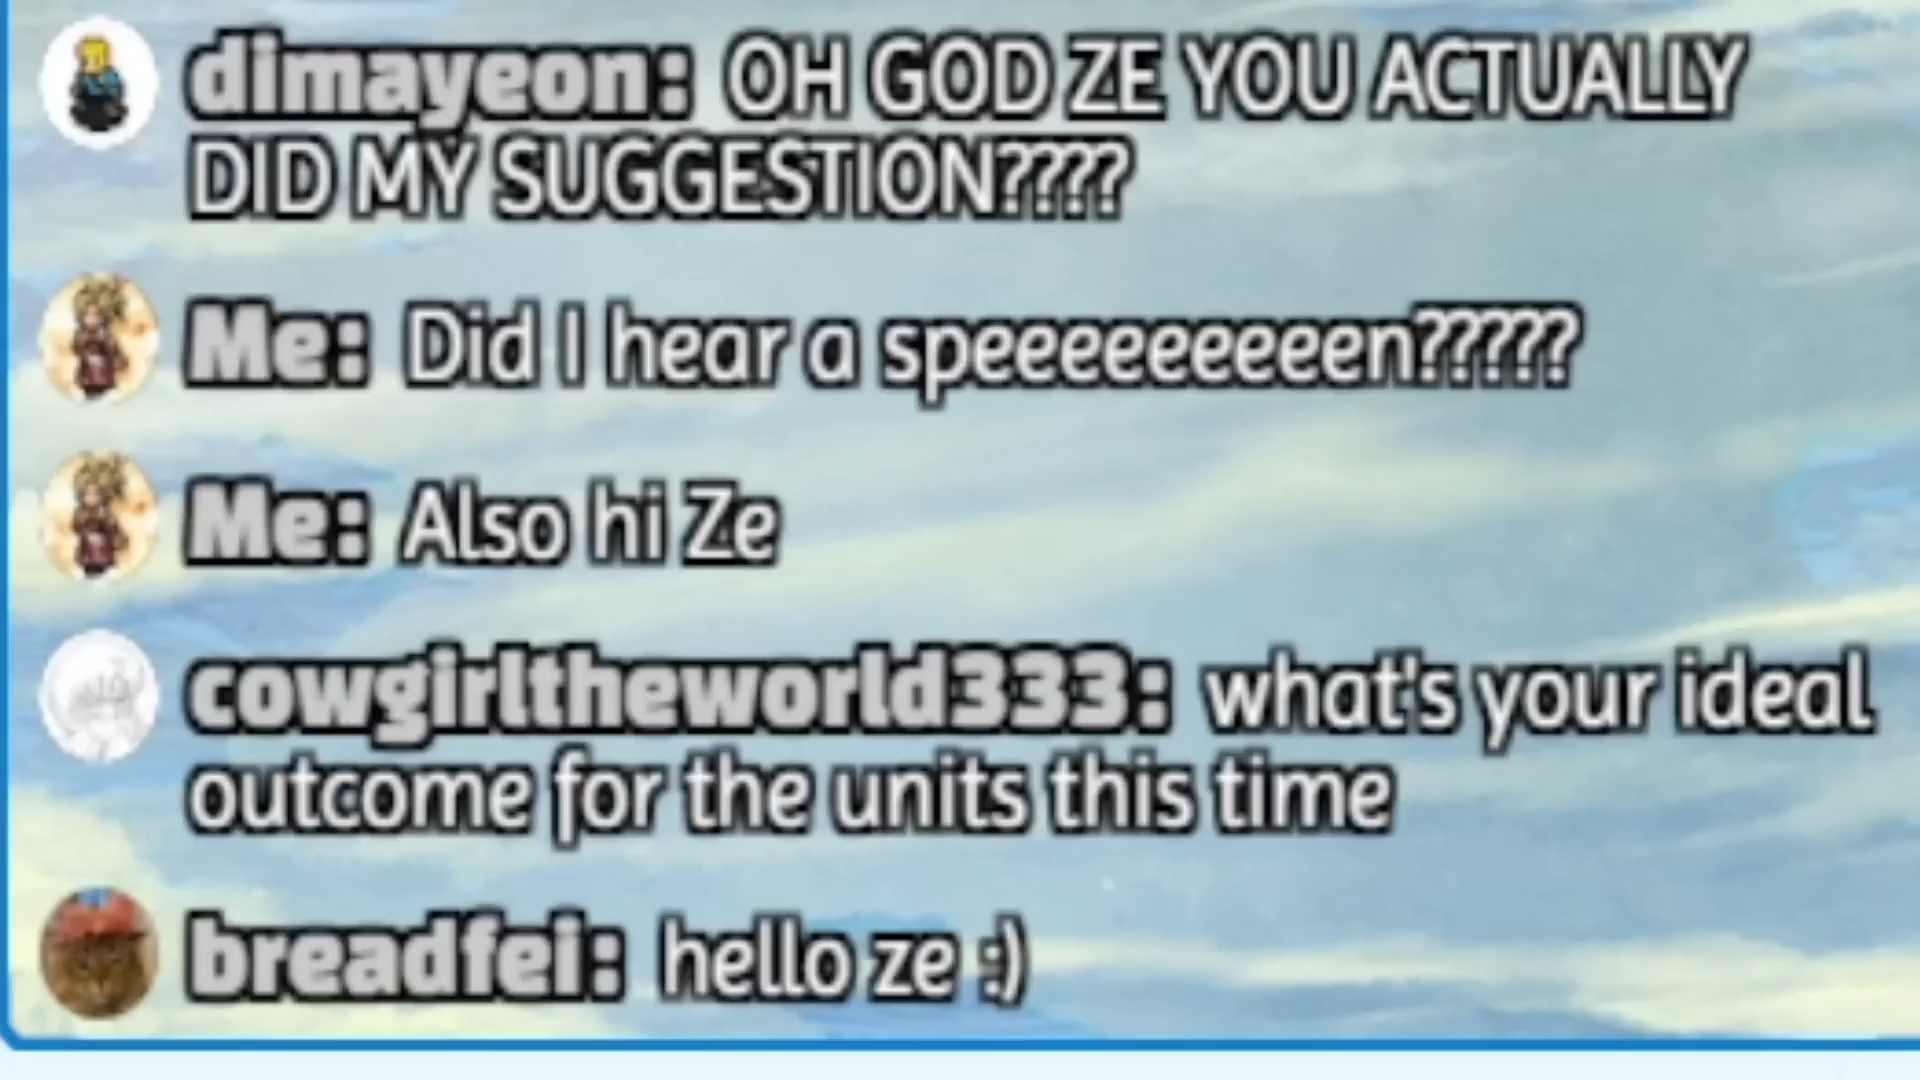 dimayeon: OH GOD ZE YOU ACTUALLY
DID MY SUGGESTION????
Me: Did I hear a speeeeeeeeeen?????
Me: Also hi Ze
cowgirltheworld333: what's your ideal
outcome for the units this time
breadfei: hello ze :)